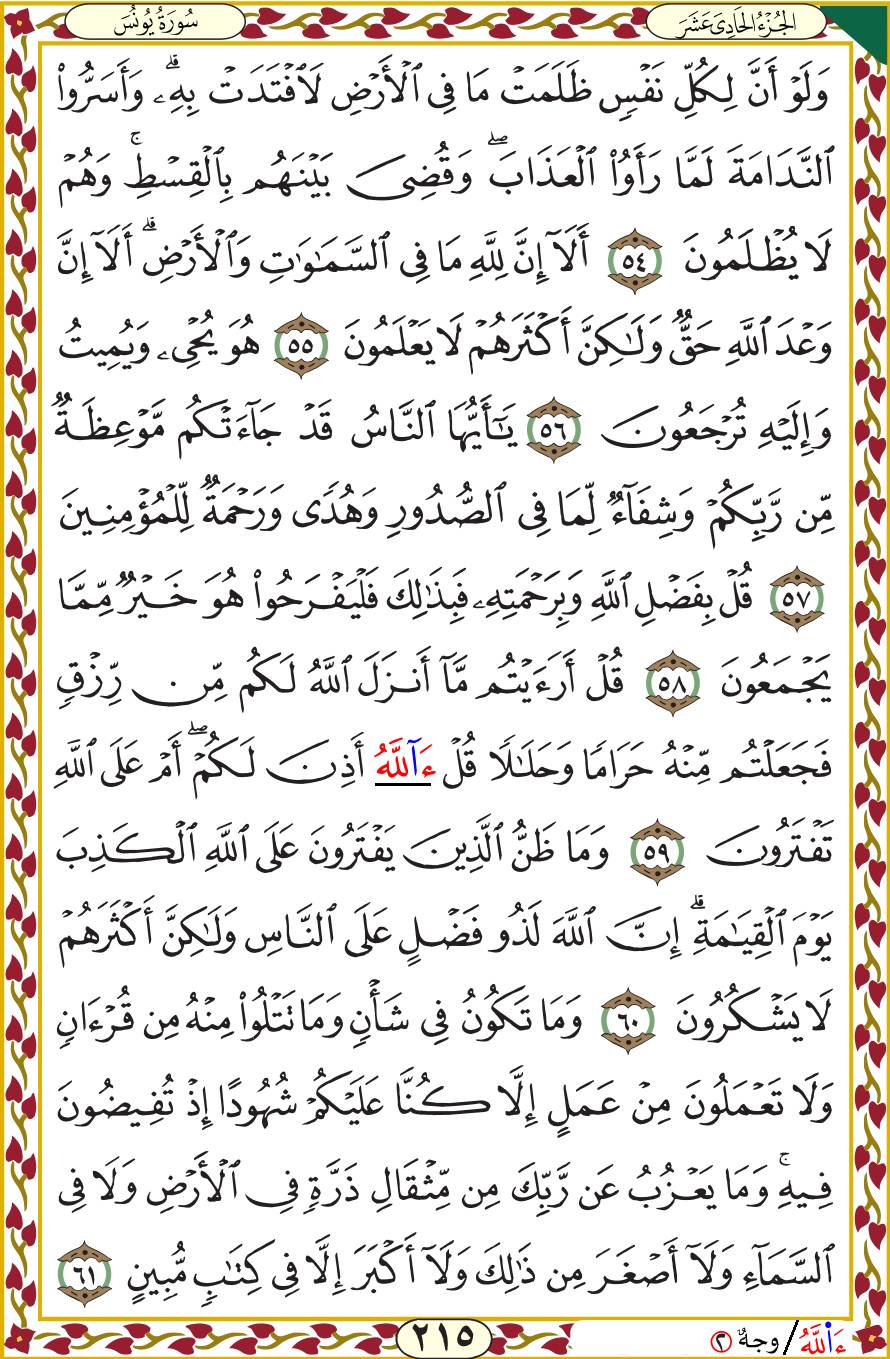 الجُزْءُ الحَادِىَ عَشَرَ
سُورَةُ يُونُسَ
وَلَوْ أَنَّ لِكُلِّ نَفْسٖ ظَلَمَتْ مَا فِى ٱلْأَرْضِ لَٱفْتَدَتْ بِهِۦۗ وَأَسَرُّوا۟
ٱلنَّدَامَةَ لَمَّا رَأَوُا۟ ٱلْعَذَابَۖ وَقُضِىَ بَيْنَهُم بِٱلْقِسْطِۚ وَهُمْ
لَا يُظْلَمُونَ ٥٤ أَلَآ إِنَّ لِلَّهِ مَا فِى ٱلسَّمَـٰوَٰتِ وَٱلْأَرْضِۗ أَلَآ إِنَّ
وَعْدَ ٱللَّهِ حَقٌّ وَلَـٰكِنَّ أَكْثَرَهُمْ لَا يَعْلَمُونَ ٥٥ هُوَ يُحْىِۦ وَيُمِيتُ
وَإِلَيْهِ تُرْجَعُونَ ٥٦ يَـٰٓأَيُّهَا ٱلنَّاسُ قَدْ جَآءَتْكُم مَّوْعِظَةٌ
مِّن رَّبِّكُمْ وَشِفَآءٌ لِّمَا فِى ٱلصُّدُورِ وَهُدًى وَرَحْمَةٌ لِّلْمُؤْمِنِينَ
٥٧ قُلْ بِفَضْلِ ٱللَّهِ وَبِرَحْمَتِهِۦ فَبِذَٰلِكَ فَلْيَفْرَحُوا۟ هُوَ خَيْرٌ مِّمَّا
يَجْمَعُونَ ٥٨ قُلْ أَرَءَيْتُم مَّآ أَنزَلَ ٱللَّهُ لَكُم مِّن رِّزْقٍ
فَجَعَلْتُم مِّنْهُ حَرَامًا وَحَلَـٰلًا قُلْ ءَآللَّهُ أَذِنَ لَكُمْۖ أَمْ عَلَى ٱللَّهِ
تَفْتَرُونَ ٥٩ وَمَا ظَنُّ ٱلَّذِينَ يَفْتَرُونَ عَلَى ٱللَّهِ ٱلْكَذِبَ
يَوْمَ ٱلْقِيَـٰمَةِۗ إِنَّ ٱللَّهَ لَذُو فَضْلٍ عَلَى ٱلنَّاسِ وَلَـٰكِنَّ أَكْثَرَهُمْ
لَا يَشْكُرُونَ ٦٠ وَمَا تَكُونُ فِى شَأْنٍ وَمَا تَتْلُوا۟ مِنْهُ مِن قُرْءَانٍ
وَلَا تَعْمَلُونَ مِنْ عَمَلٍ إِلَّا كُنَّا عَلَيْكُمْ شُهُودًا إِذْ تُفِيضُونَ
فِيهِۚ وَمَا يَعْزُبُ عَن رَّبِّكَ مِن مِّثْقَالِ ذَرَّةٍ فِى ٱلْأَرْضِ وَلَا فِى
ٱلسَّمَآءِ وَلَآ أَصْغَرَ مِن ذَٰلِكَ وَلَآ أَكْبَرَ إِلَّا فِى كِتَـٰبٍ مُّبِينٍ ٦١
٢١٥
ءَاللَّهُ / وجهٌ ٢